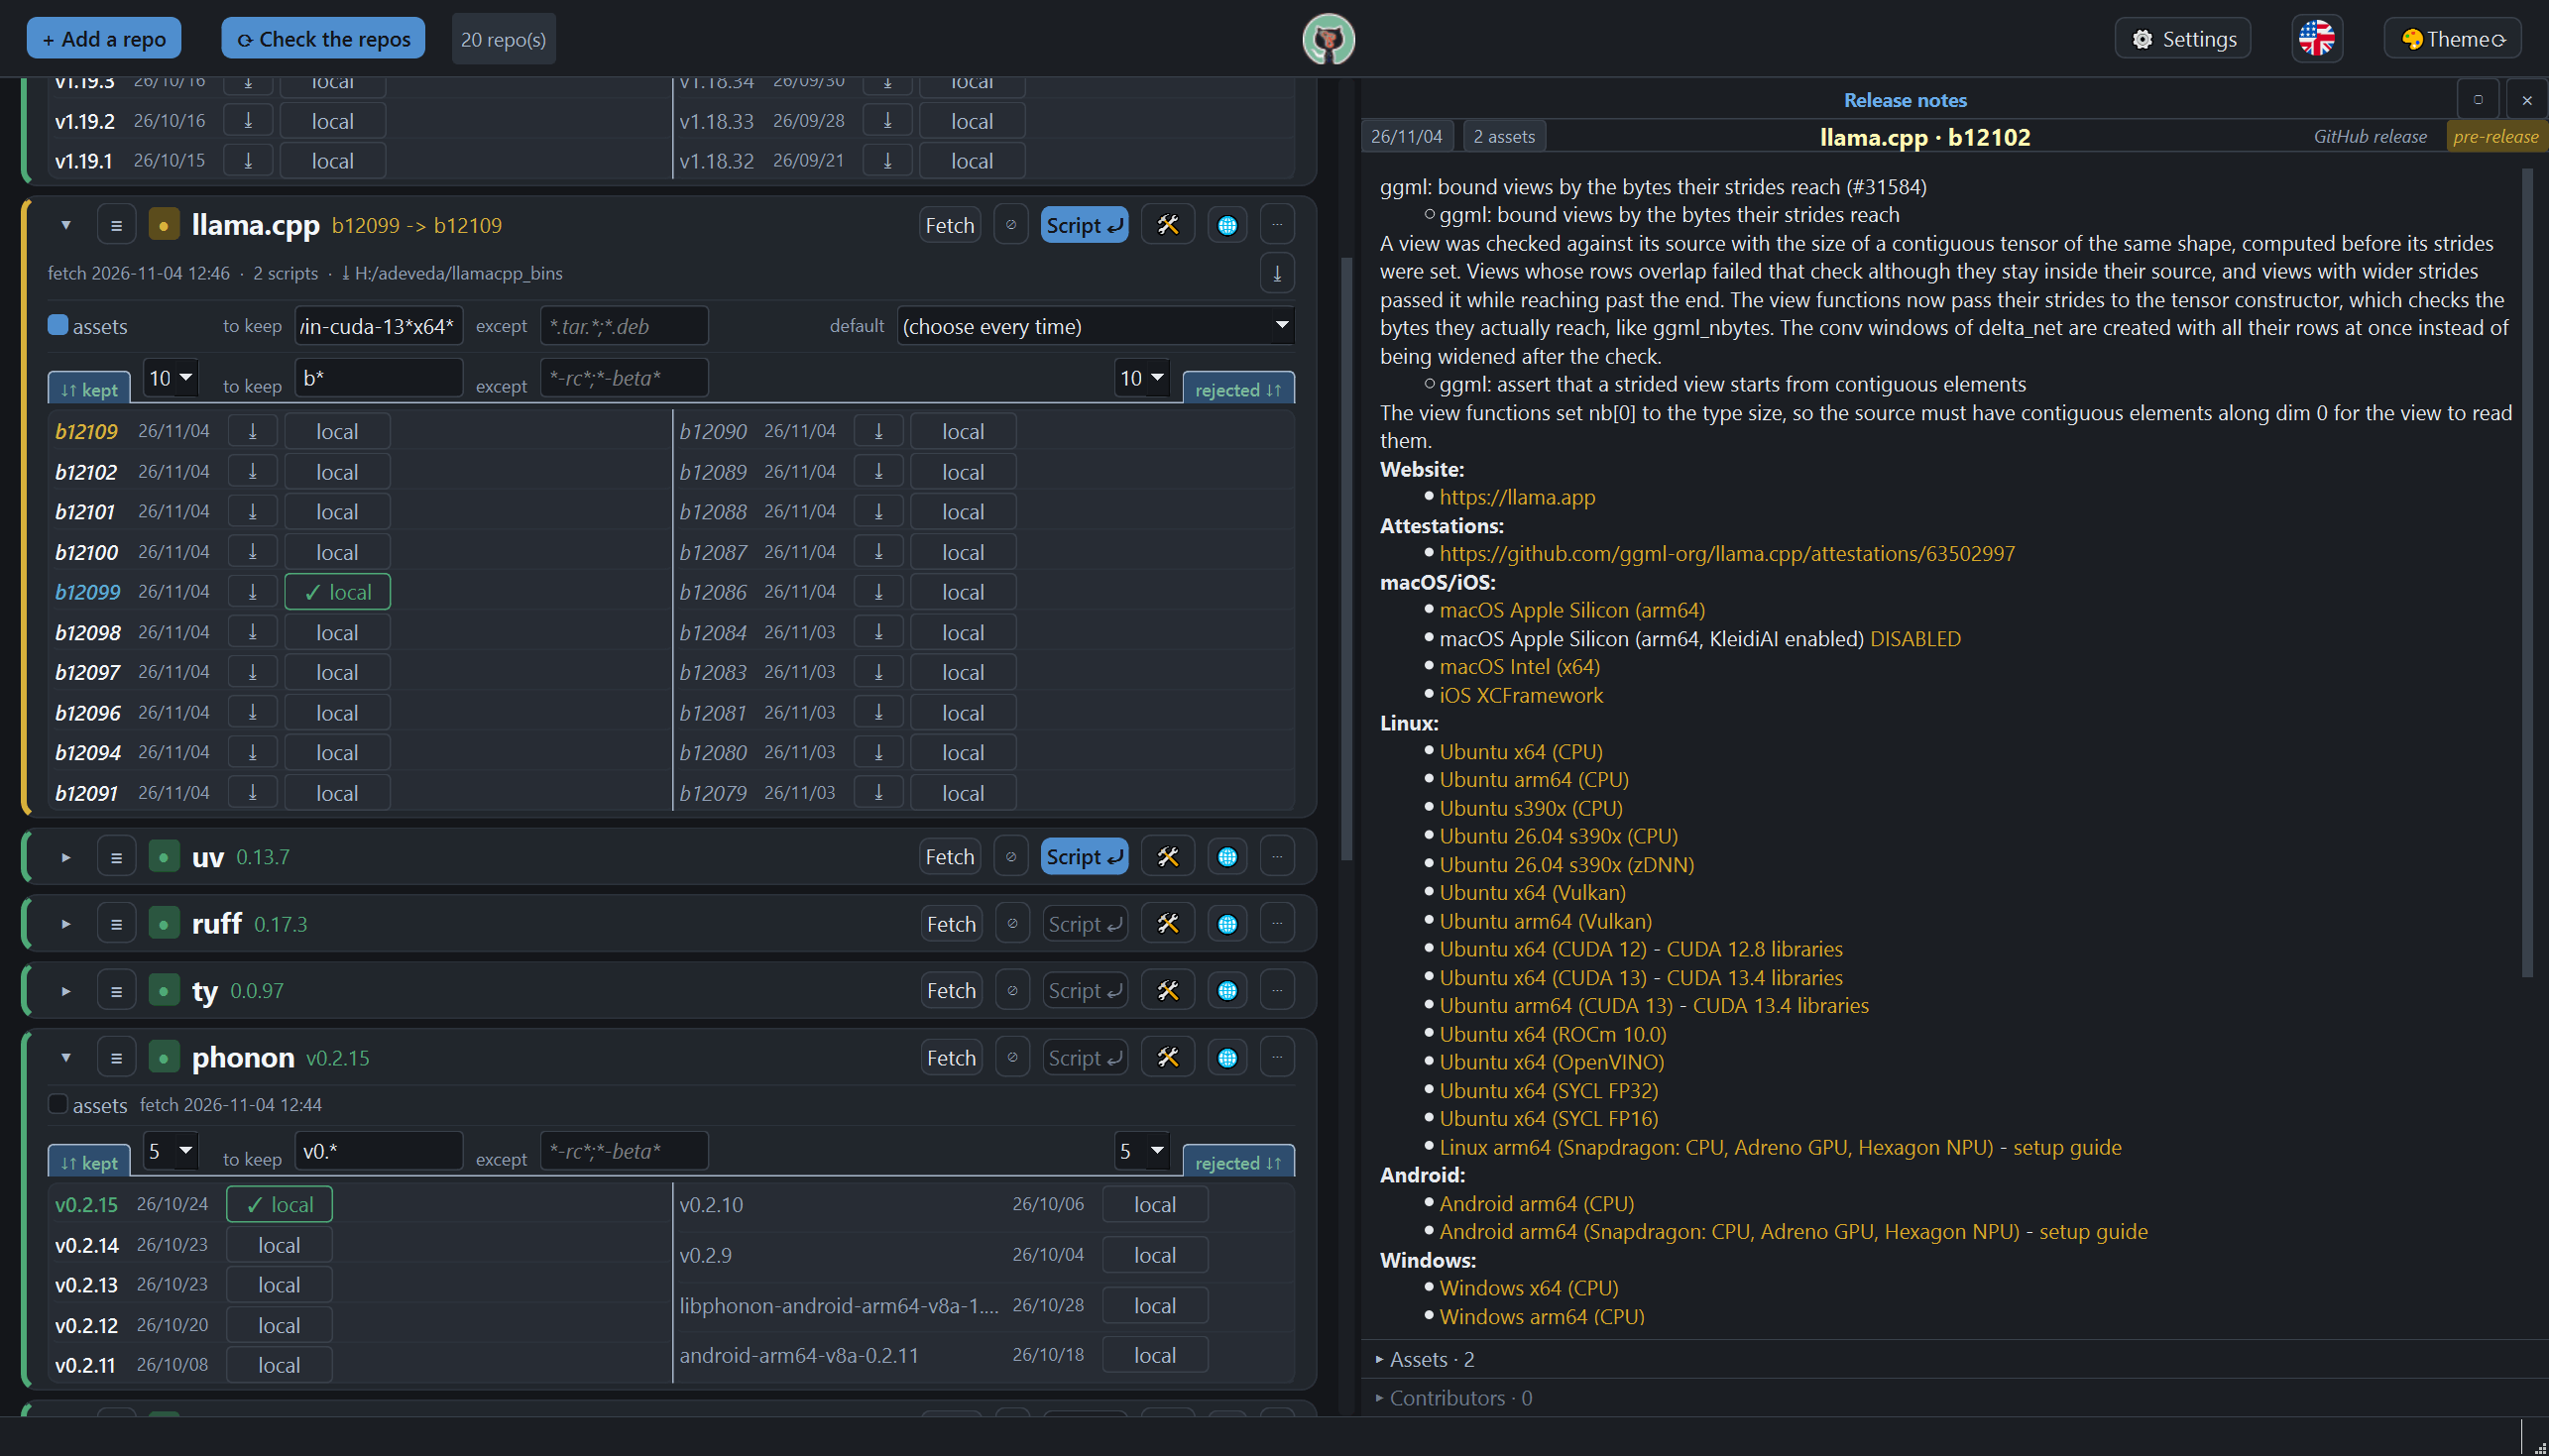 + Add a repo
⟳ Check the repos
20 repo(s)
Settings
Theme⟳
v1.19.3 26/10/16 ↓ local v1.18.34 26/09/30 ↓ local
v1.19.2 26/10/16 ↓ local v1.18.33 26/09/28 ↓ local
v1.19.1 26/10/15 ↓ local v1.18.32 26/09/21 ↓ local
llama.cpp b12099 -> b12109 Fetch Script
fetch 2026-11-04 12:46 · 2 scripts · ↓ H:/adeveda/llamacpp_bins
assets to keep in-cuda-13*x64* except *.tar.*;*.deb default (choose every time)
↓↑ kept 10 to keep b* except *-rc*;*-beta* 10 rejected ↓↑
b12109 26/11/04 ↓ local b12090 26/11/04 ↓ local
b12102 26/11/04 ↓ local b12089 26/11/04 ↓ local
b12101 26/11/04 ↓ local b12088 26/11/04 ↓ local
b12100 26/11/04 ↓ local b12087 26/11/04 ↓ local
b12099 26/11/04 ↓ ✓ local b12086 26/11/04 ↓ local
b12098 26/11/04 ↓ local b12084 26/11/03 ↓ local
b12097 26/11/04 ↓ local b12083 26/11/03 ↓ local
b12096 26/11/04 ↓ local b12081 26/11/03 ↓ local
b12094 26/11/04 ↓ local b12080 26/11/03 ↓ local
b12091 26/11/04 ↓ local b12079 26/11/03 ↓ local
uv 0.13.7 Fetch Script
ruff 0.17.3 Fetch Script
ty 0.0.97 Fetch Script
phonon v0.2.15 Fetch Script
assets fetch 2026-11-04 12:44
↓↑ kept 5 to keep v0.* except *-rc*;*-beta* 5 rejected ↓↑
v0.2.15 26/10/24 ✓ local v0.2.10 26/10/06 local
v0.2.14 26/10/23 local v0.2.9 26/10/04 local
v0.2.13 26/10/23 local libphonon-android-arm64-v8a-1.... 26/10/28 local
v0.2.12 26/10/20 local android-arm64-v8a-0.2.11 26/10/18 local
v0.2.11 26/10/08 local
Release notes
26/11/04 2 assets llama.cpp · b12102 GitHub release pre-release
ggml: bound views by the bytes their strides reach (#31584)
○ ggml: bound views by the bytes their strides reach
A view was checked against its source with the size of a contiguous tensor of the same shape, computed before its strides
were set. Views whose rows overlap failed that check although they stay inside their source, and views with wider strides
passed it while reaching past the end. The view functions now pass their strides to the tensor constructor, which checks the
bytes they actually reach, like ggml_nbytes. The conv windows of delta_net are created with all their rows at once instead of
being widened after the check.
○ ggml: assert that a strided view starts from contiguous elements
The view functions set nb[0] to the type size, so the source must have contiguous elements along dim 0 for the view to read
them.
Website:
• https://llama.app
Attestations:
• https://github.com/ggml-org/llama.cpp/attestations/63502997
macOS/iOS:
• macOS Apple Silicon (arm64)
• macOS Apple Silicon (arm64, KleidiAI enabled) DISABLED
• macOS Intel (x64)
• iOS XCFramework
Linux:
• Ubuntu x64 (CPU)
• Ubuntu arm64 (CPU)
• Ubuntu s390x (CPU)
• Ubuntu 26.04 s390x (CPU)
• Ubuntu 26.04 s390x (zDNN)
• Ubuntu x64 (Vulkan)
• Ubuntu arm64 (Vulkan)
• Ubuntu x64 (CUDA 12) - CUDA 12.8 libraries
• Ubuntu x64 (CUDA 13) - CUDA 13.4 libraries
• Ubuntu arm64 (CUDA 13) - CUDA 13.4 libraries
• Ubuntu x64 (ROCm 10.0)
• Ubuntu x64 (OpenVINO)
• Ubuntu x64 (SYCL FP32)
• Ubuntu x64 (SYCL FP16)
• Linux arm64 (Snapdragon: CPU, Adreno GPU, Hexagon NPU) - setup guide
Android:
• Android arm64 (CPU)
• Android arm64 (Snapdragon: CPU, Adreno GPU, Hexagon NPU) - setup guide
Windows:
• Windows x64 (CPU)
• Windows arm64 (CPU)
▸ Assets · 2
▸ Contributors · 0